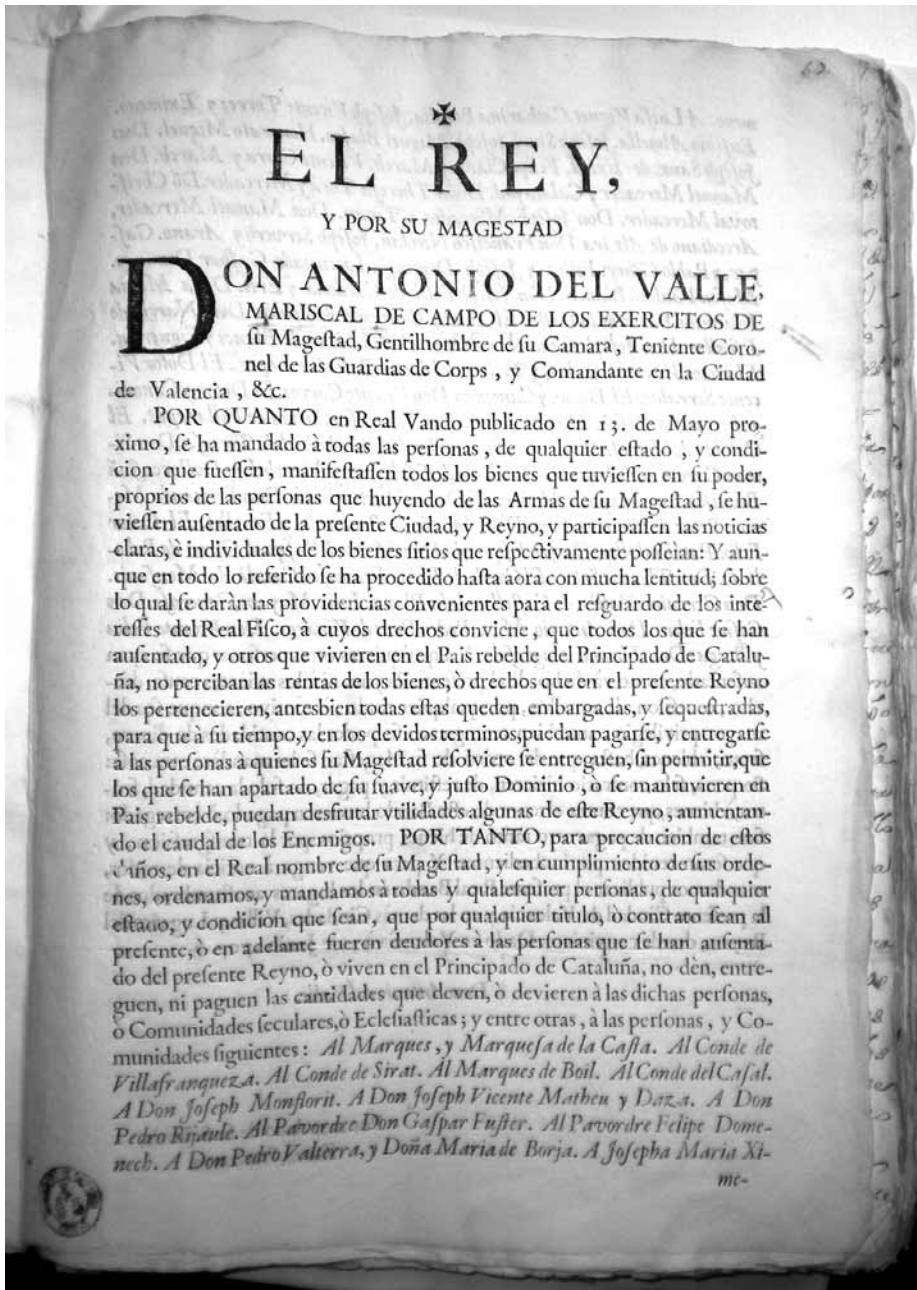 ✠
EL REY,
Y POR SU MAGESTAD
DON ANTONIO DEL VALLE,
MARISCAL DE CAMPO DE LOS EXERCITOS DE
ſu Mageſtad, Gentilhombre de ſu Camara, Teniente Coro-
nel de las Guardias de Corps, y Comandante en la Ciudad
de Valencia, &c.
POR QUANTO en Real Vando publicado en 13. de Mayo pro-
ximo, ſe ha mandado à todas las perſonas, de qualquier eſtado, y condi-
cion que fueſſen, manifeſtaſſen todos los bienes que tuvieſſen en ſu poder,
proprios de las perſonas que huyendo de las Armas de ſu Mageſtad, ſe hu-
vieſſen auſentado de la preſente Ciudad, y Reyno, y participaſſen las noticias
claras, è individuales de los bienes ſitios que reſpectivamente poſſeìan: Y aun-
que en todo lo referido ſe ha procedido haſta aora con mucha lentitud; ſobre
lo qual ſe daràn las providencias convenientes para el reſguardo de los inte-
reſſes del Real Fiſco, à cuyos drechos conviene, que todos los que ſe han
auſentado, y otros que vivieren en el Pais rebelde del Principado de Catalu-
ña, no perciban las rentas de los bienes, ò drechos que en el preſente Reyno
los pertenecieren, antesbien todas eſtas queden embargadas, y ſequeſtradas,
para que à ſu tiempo, y en los devidos terminos, puedan pagarſe, y entregarſe
à las perſonas à quienes ſu Mageſtad reſolviere ſe entreguen, ſin permitir, que
los que ſe han apartado de ſu ſuave, y juſto Dominio, ò ſe mantuvieren en
Pais rebelde, puedan desfrutar vtilidades algunas de eſte Reyno, aumentan-
do el caudal de los Enemigos. POR TANTO, para precaucion de eſtos
daños, en el Real nombre de ſu Mageſtad, y en cumplimiento de ſus orde-
nes, ordenamos, y mandamos à todas y qualeſquier perſonas, de qualquier
eſtado, y condicion que ſean, que por qualquier titulo, ò contrato ſean al
preſente, ò en adelante fueren deudores à las perſonas que ſe han auſenta-
do del preſente Reyno, ò viven en el Principado de Cataluña, no dèn, entre-
guen, ni paguen las cantidades que deven, ò devieren à las dichas perſonas,
ò Comunidades ſeculares, ò Ecleſiaſticas; y entre otras, à las perſonas, y Co-
munidades ſiguientes: Al Marques, y Marqueſa de la Caſta. Al Conde de
Villafranqueza. Al Conde de Sirat. Al Marques de Boil. Al Conde del Caſal.
A Don Joſeph Monflorit. A Don Joſeph Vicente Matheu y Daza. A Don
Pedro Rijaule. Al Pavordre Don Gaſpar Fuſter. Al Pavordre Felipe Dome-
nech. A Don Pedro Valterra, y Doña Maria de Borja. A Joſepha Maria Xi-
me-